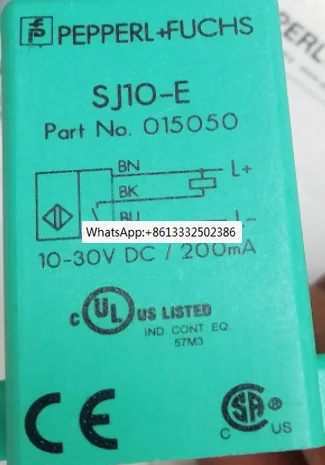 PEPPERL+FUCHS
SJ10-E
Part No. 015050
BN
L+
BK
BU
L-
WhatsApp:+8613332502386
10-30V DC / 200mA
c UL US LISTED
IND. CONT. EQ.
57M3
CE
SA
C US